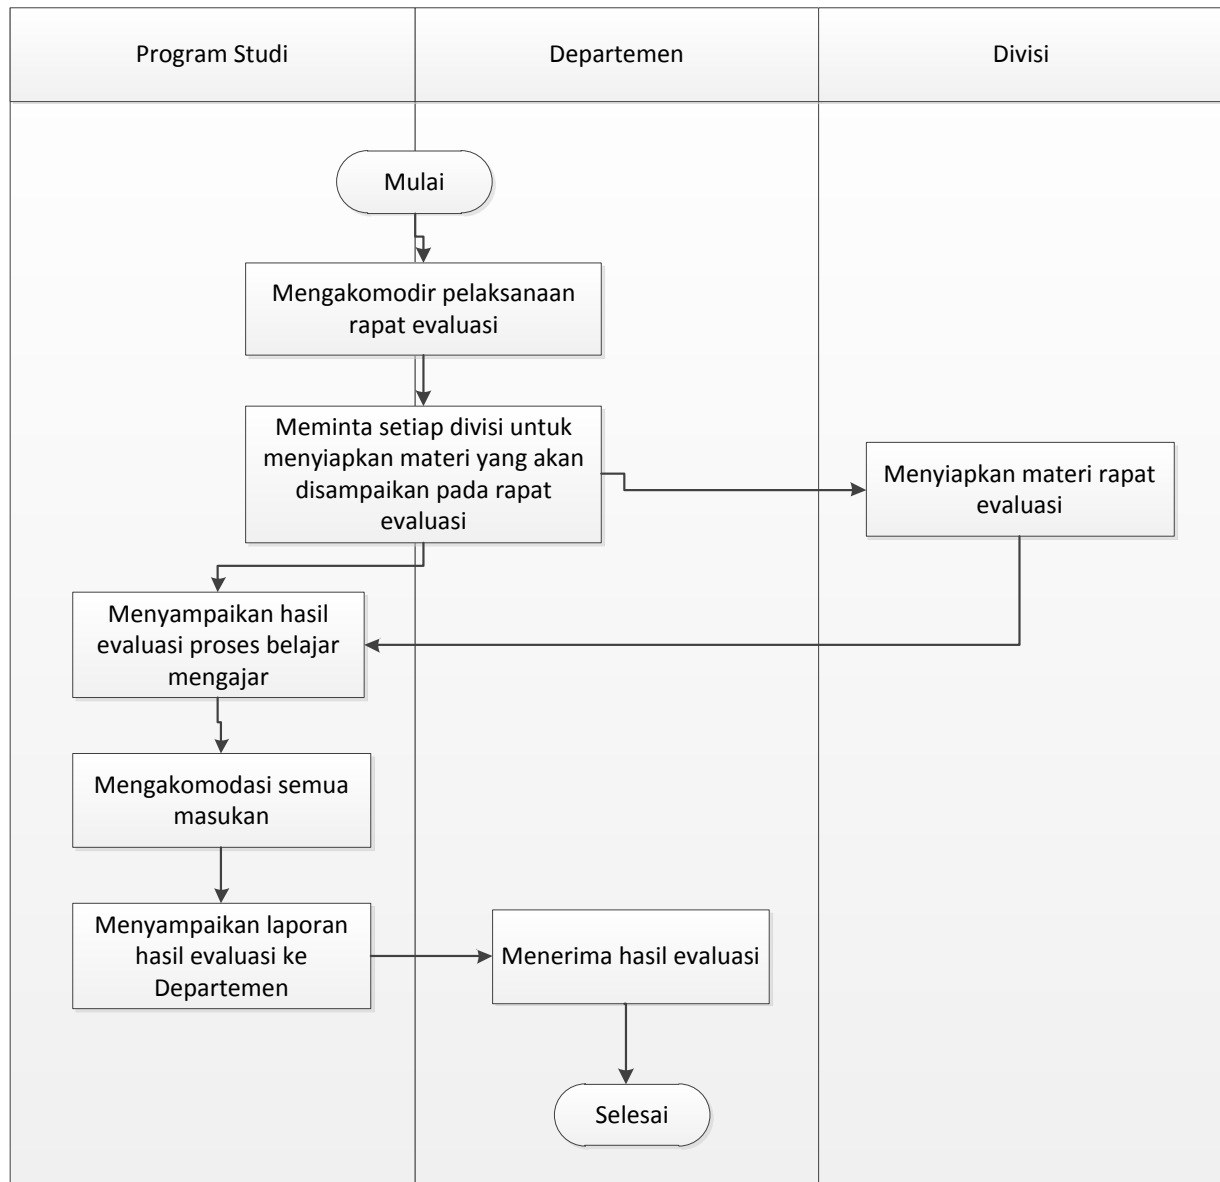 Program Studi
Departemen
Divisi
Mulai
Mengakomodir pelaksanaan
rapat evaluasi
Meminta setiap divisi untuk
menyiapkan materi yang akan
disampaikan pada rapat
evaluasi
Menyiapkan materi rapat
evaluasi
Menyampaikan hasil
evaluasi proses belajar
mengajar
Mengakomodasi semua
masukan
Menyampaikan laporan
hasil evaluasi ke
Departemen
Menerima hasil evaluasi
Selesai